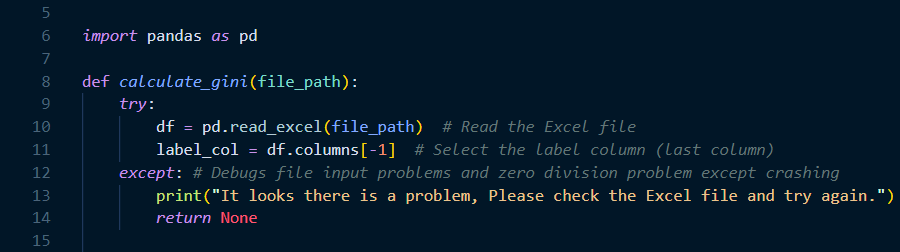 5
6 import pandas as pd
7
8 def calculate_gini(file_path):
9 try:
10 df = pd.read_excel(file_path) # Read the Excel file
11 label_col = df.columns[-1] # Select the label column (last column)
12 except: # Debugs file input problems and zero division problem except crashing
13 print("It looks there is a problem, Please check the Excel file and try again.")
14 return None
15